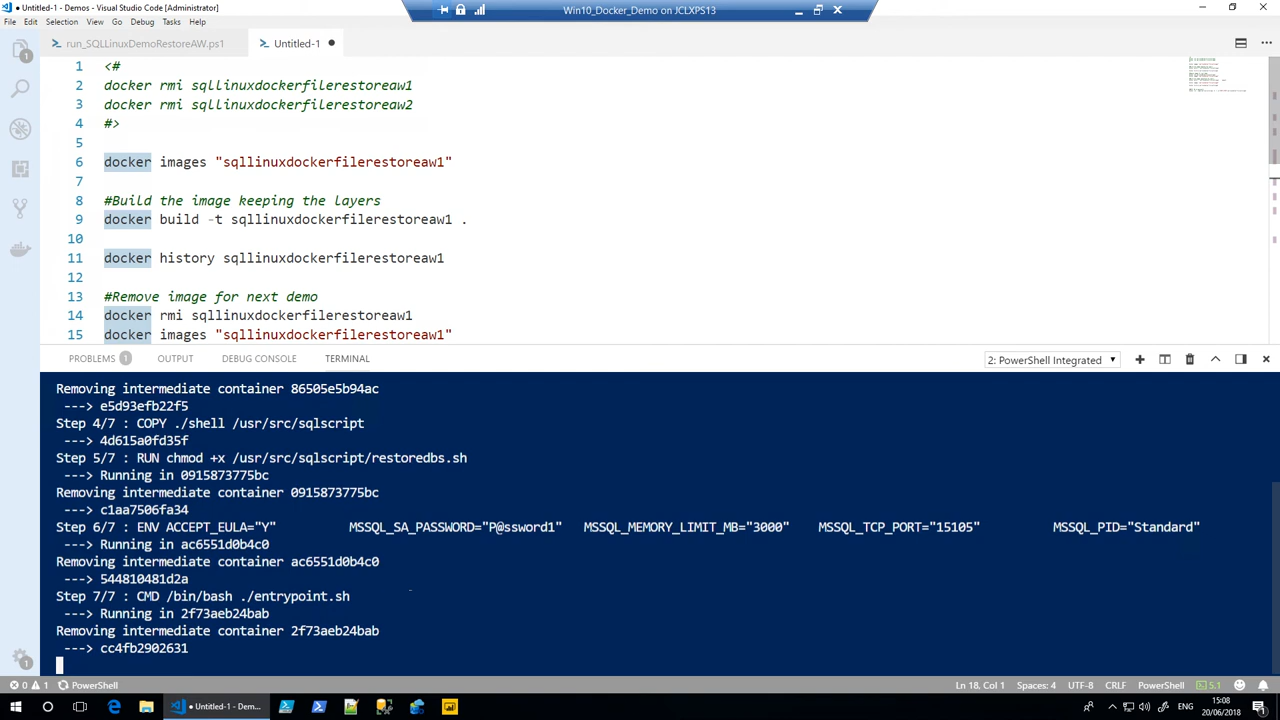 Untitled-1 - Demos - Visual Studio Code [Administrator]
Win10_Docker_Demo on JCLXPS13
File Edit Selection View Go Debug Tasks Help
run_SQLLinuxDemoRestoreAW.ps1
Untitled-1
1 <#
2 docker rmi sqllinuxdockerfilerestoreaw1
3 docker rmi sqllinuxdockerfilerestoreaw2
4 #>
5
6 docker images "sqllinuxdockerfilerestoreaw1"
7
8 #Build the image keeping the layers
9 docker build -t sqllinuxdockerfilerestoreaw1 .
10
11 docker history sqllinuxdockerfilerestoreaw1
12
13 #Remove image for next demo
14 docker rmi sqllinuxdockerfilerestoreaw1
15 docker images "sqllinuxdockerfilerestoreaw1"
PROBLEMS 1 OUTPUT DEBUG CONSOLE TERMINAL 2: PowerShell Integrated
Removing intermediate container 86505e5b94ac
---> e5d93efb22f5
Step 4/7 : COPY ./shell /usr/src/sqlscript
---> 4d615a0fd35f
Step 5/7 : RUN chmod +x /usr/src/sqlscript/restoredbs.sh
---> Running in 0915873775bc
Removing intermediate container 0915873775bc
---> c1aa7506fa34
Step 6/7 : ENV ACCEPT_EULA="Y" MSSQL_SA_PASSWORD="P@ssword1" MSSQL_MEMORY_LIMIT_MB="3000" MSSQL_TCP_PORT="15105" MSSQL_PID="Standard"
---> Running in ac6551d0b4c0
Removing intermediate container ac6551d0b4c0
---> 544810481d2a
Step 7/7 : CMD /bin/bash ./entrypoint.sh
---> Running in 2f73aeb24bab
Removing intermediate container 2f73aeb24bab
---> cc4fb2902631
0 1 PowerShell Ln 18, Col 1 Spaces: 4 UTF-8 CRLF PowerShell 5.1
Untitled-1 - Dem...
ENG
15:08
20/06/2018